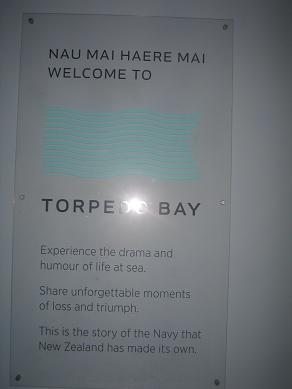 NAU MAI HAERE MAI
WELCOME TO
TORPEDO BAY
Experience the drama and
humour of life at sea.
Share unforgettable moments
of loss and triumph.
This is the story of the Navy that
New Zealand has made its own.